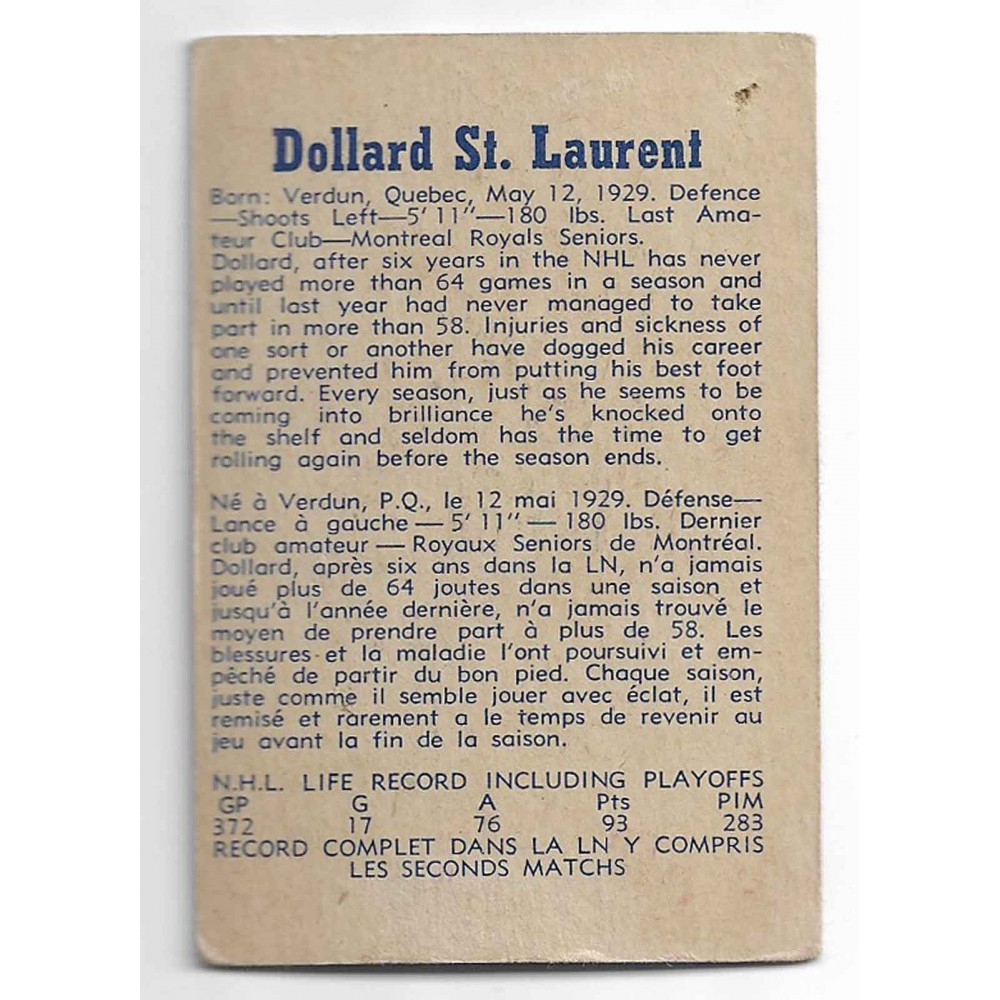 Dollard St. Laurent
Born: Verdun, Quebec, May 12, 1929. Defence
—Shoots Left—5' 11"—180 lbs. Last Ama-
teur Club—Montreal Royals Seniors.
Dollard, after six years in the NHL has never
played more than 64 games in a season and
until last year had never managed to take
part in more than 58. Injuries and sickness of
one sort or another have dogged his career
and prevented him from putting his best foot
forward. Every season, just as he seems to be
coming into brilliance he's knocked onto
the shelf and seldom has the time to get
rolling again before the season ends.
Né à Verdun, P.Q., le 12 mai 1929. Défense—
Lance à gauche — 5' 11" — 180 lbs. Dernier
club amateur — Royaux Seniors de Montréal.
Dollard, après six ans dans la LN, n'a jamais
joué plus de 64 joutes dans une saison et
jusqu'à l'année dernière, n'a jamais trouvé le
moyen de prendre part à plus de 58. Les
blessures et la maladie l'ont poursuivi et em-
pêché de partir du bon pied. Chaque saison,
juste comme il semble jouer avec éclat, il est
remisé et rarement a le temps de revenir au
jeu avant la fin de la saison.
N.H.L. LIFE RECORD INCLUDING PLAYOFFS
GP G A Pts PIM
372 17 76 93 283
RECORD COMPLET DANS LA LN Y COMPRIS
LES SECONDS MATCHS